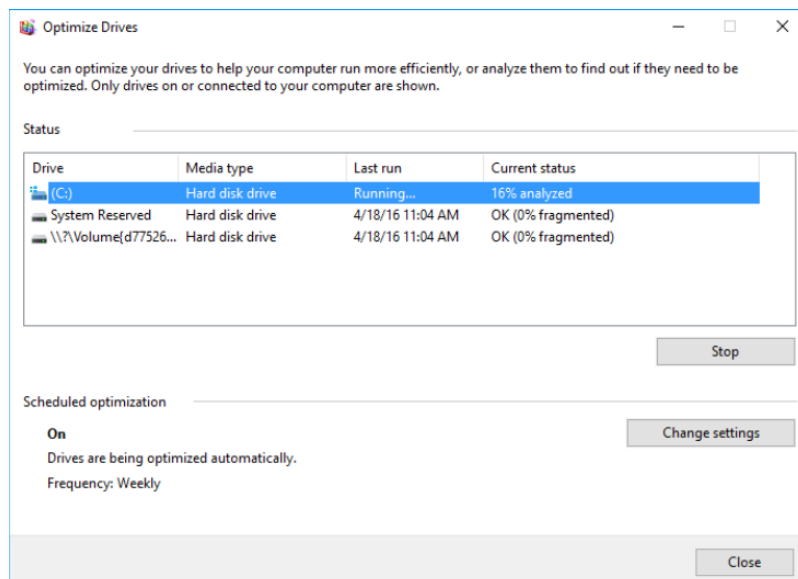 Optimize Drives
You can optimize your drives to help your computer run more efficiently, or analyze them to find out if they need to be
optimized. Only drives on or connected to your computer are shown.
Status
Drive Media type Last run Current status
(C:) Hard disk drive Running... 16% analyzed
System Reserved Hard disk drive 4/18/16 11:04 AM OK (0% fragmented)
\\?\Volume{d77526... Hard disk drive 4/18/16 11:04 AM OK (0% fragmented)
Stop
Scheduled optimization
On
Change settings
Drives are being optimized automatically.
Frequency: Weekly
Close